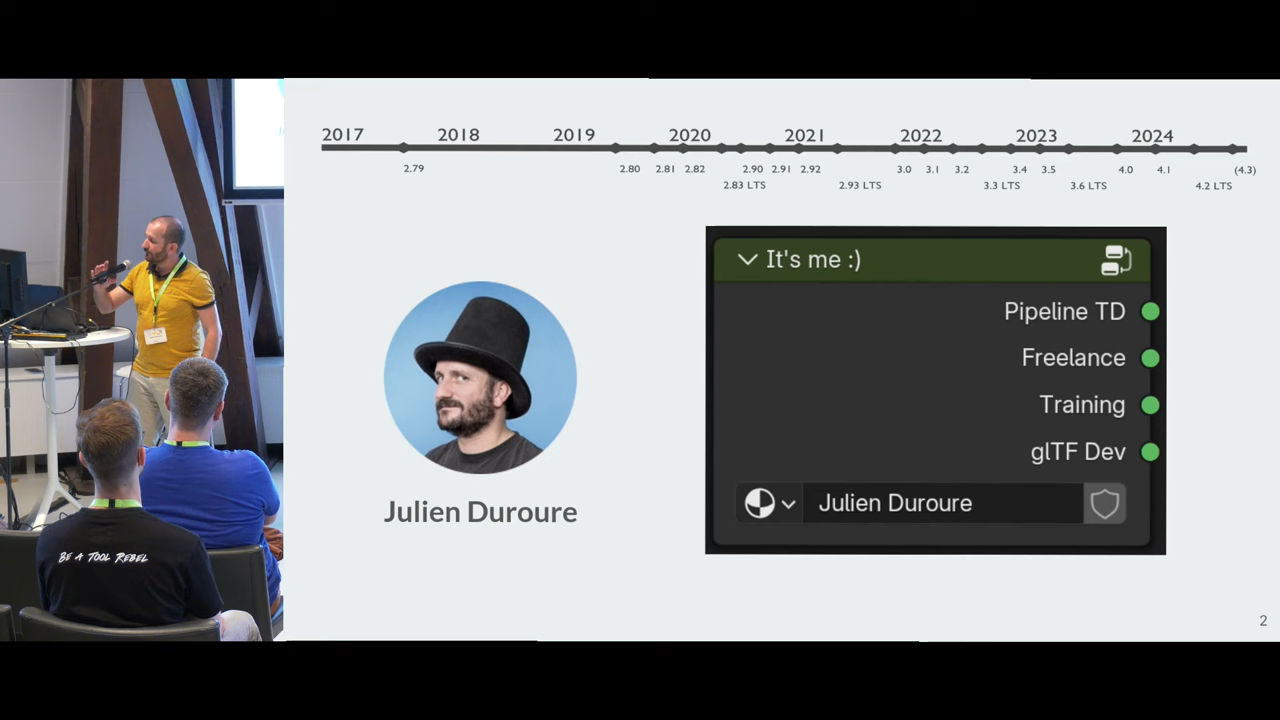 2017 2018 2019 2020 2021 2022 2023 2024
2.79 2.80 2.81 2.82 2.90 2.91 2.92 3.0 3.1 3.2 3.4 3.5 4.0 4.1 (4.3)
2.83 LTS 2.93 LTS 3.3 LTS 3.6 LTS 4.2 LTS
It's me :)
Pipeline TD
Freelance
Training
glTF Dev
Julien Duroure
Julien Duroure
BE A TOOL REBEL
2